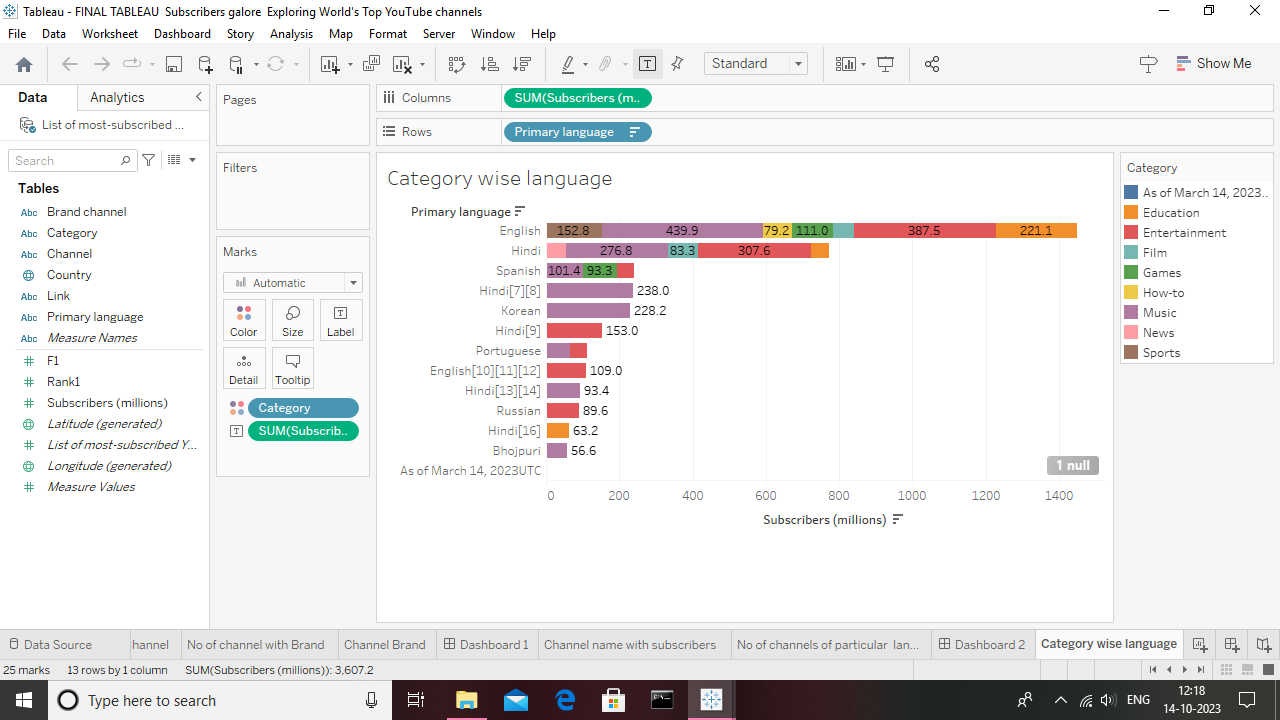 Tableau - FINAL TABLEAU  Subscribers galore  Exploring World's Top YouTube channels
File Data Worksheet Dashboard Story Analysis Map Format Server Window Help
Standard
Show Me
Data Analytics
List of most-subscribed ...
Search
Tables
Abc Brand channel
Abc Category
Abc Channel
Country
Abc Link
Abc Primary language
Abc Measure Names
F1
Rank1
Subscribers (millions)
Latitude (generated)
List of most-subscribed Y...
Longitude (generated)
Measure Values
Pages
Filters
Marks
Automatic
Color Size Label
Detail Tooltip
Category
SUM(Subscrib..
Columns SUM(Subscribers (m..
Rows Primary language
Category wise language
Primary language
English 152.8 439.9 79.2 111.0 387.5 221.1
Hindi 276.8 83.3 307.6
Spanish 101.4 93.3
Hindi[7][8] 238.0
Korean 228.2
Hindi[9] 153.0
Portuguese
English[10][11][12] 109.0
Hindi[13][14] 93.4
Russian 89.6
Hindi[16] 63.2
Bhojpuri 56.6
As of March 14, 2023UTC
1 null
0 200 400 600 800 1000 1200 1400
Subscribers (millions)
Category
As of March 14, 2023..
Education
Entertainment
Film
Games
How-to
Music
News
Sports
Data Source hannel No of channel with Brand Channel Brand Dashboard 1 Channel name with subscribers No of channels of particular lan... Dashboard 2 Category wise language
25 marks 13 rows by 1 column SUM(Subscribers (millions)): 3,607.2
Type here to search
ENG
12:18
14-10-2023